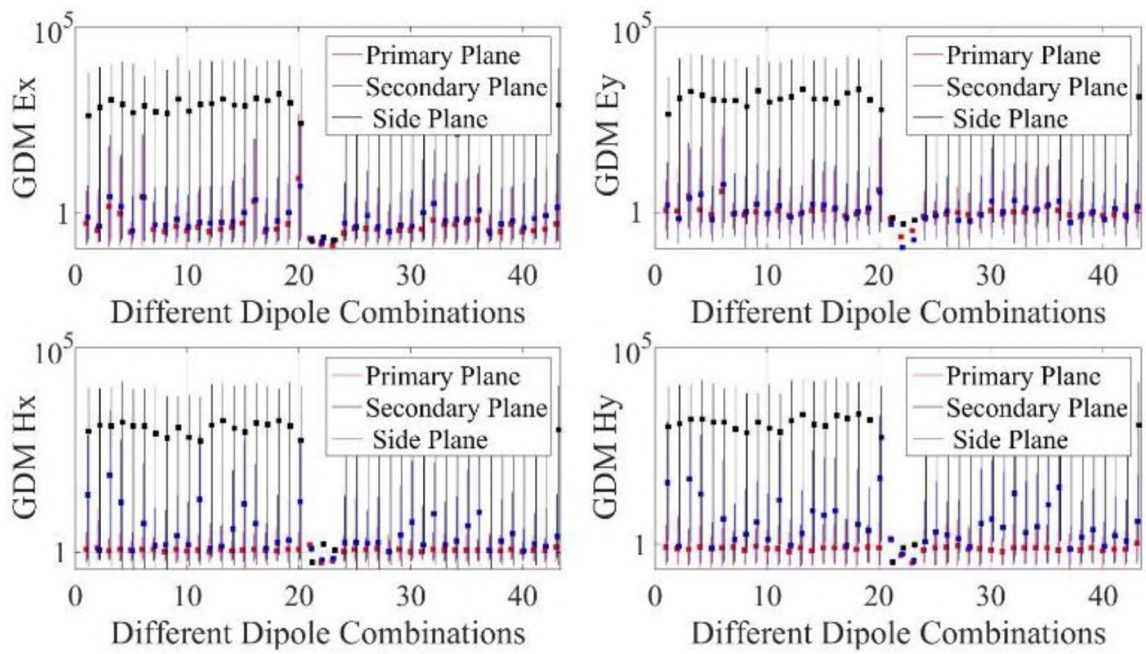 10^5
GDM Ex
Primary Plane
Secondary Plane
Side Plane
1
0 10 20 30 40
Different Dipole Combinations
10^5
GDM Ey
Primary Plane
Secondary Plane
Side Plane
1
0 10 20 30 40
Different Dipole Combinations
10^5
GDM Hx
Primary Plane
Secondary Plane
Side Plane
1
0 10 20 30 40
Different Dipole Combinations
10^5
GDM Hy
Primary Plane
Secondary Plane
Side Plane
1
0 10 20 30 40
Different Dipole Combinations